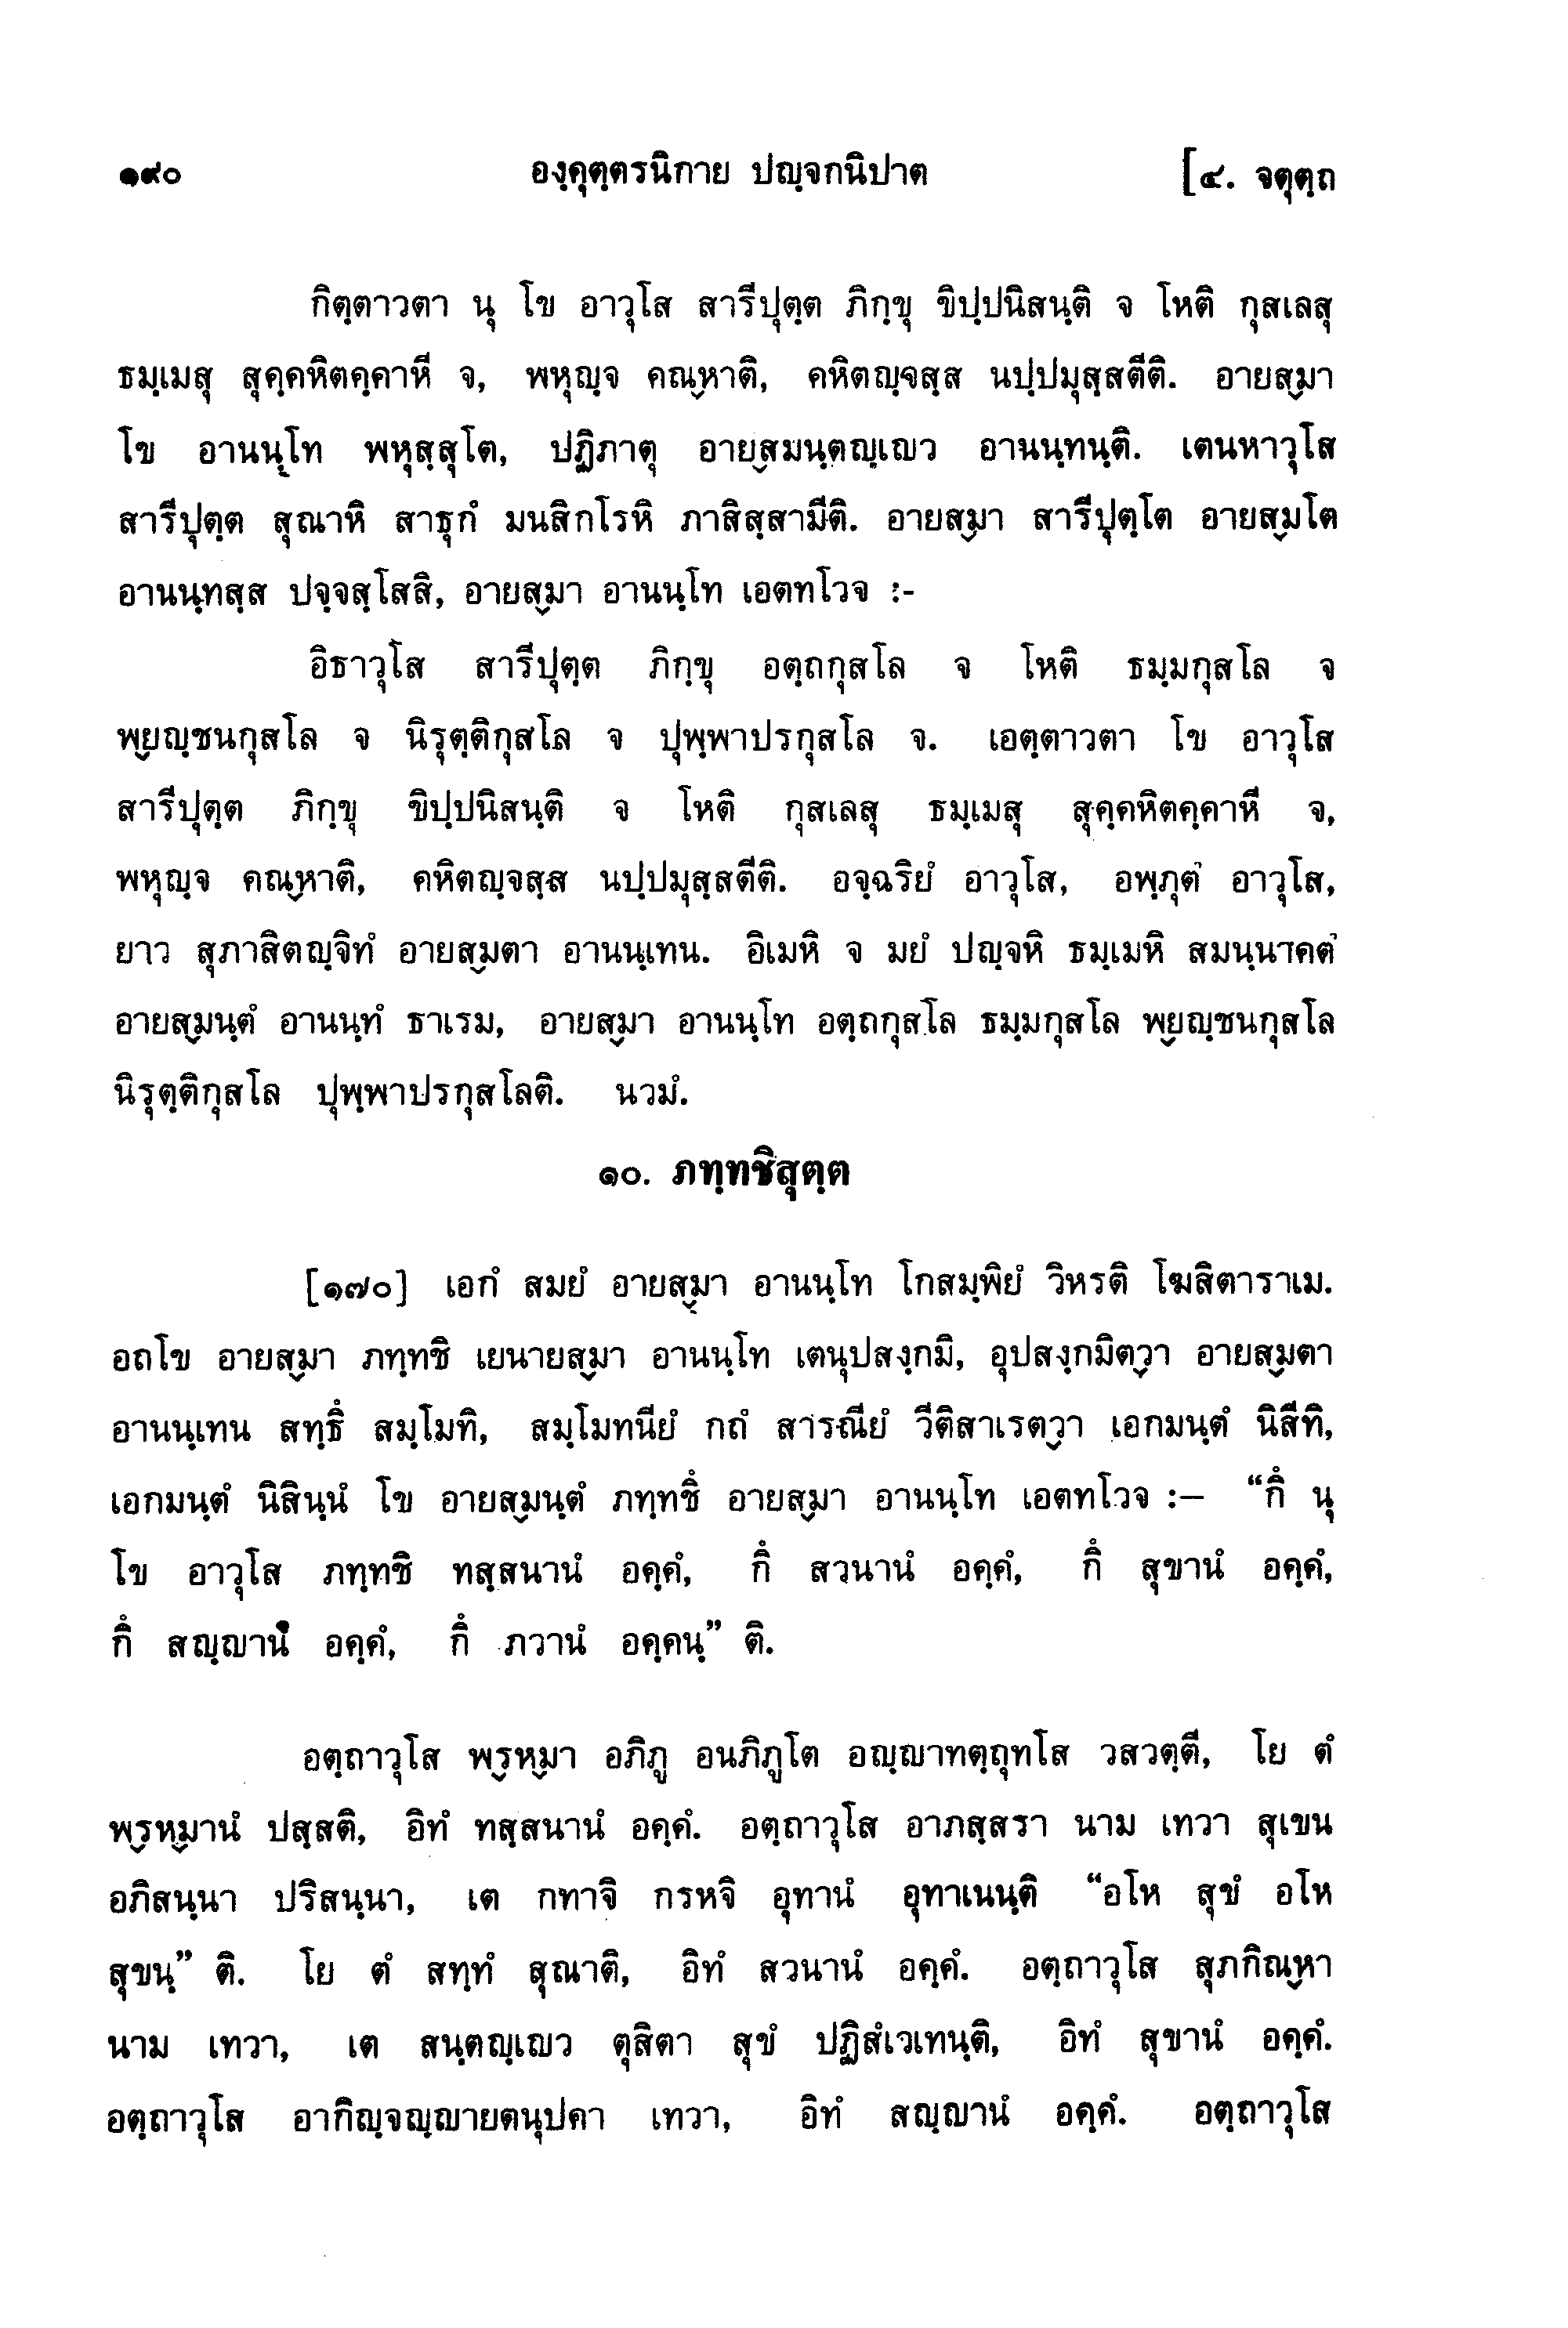 ๑๙๐ องฺคุตฺตรนิกาย ปญฺจกนิปาต [๔. จตุตฺถ
กิตฺตาวตา นุ โข อาวุโส สารีปุตฺต ภิกฺขุ ขิปฺปนิสนฺติ จ โหติ กุสเลสุ
ธมฺเมสุ สุคฺคหิตคฺคาหี จ, พหุญฺจ คณฺหาติ, คหิตญฺจสฺส นปฺปมุสฺสตีติ. อายสฺมา
โข อานนฺโท พหุสฺสุโต, ปฏิภาตุ อายสฺมนฺตญฺเญว อานนฺทนฺติ. เตนหาวุโส
สารีปุตฺต สุณาหิ สาธุกํ มนสิกโรหิ ภาสิสฺสามีติ. อายสฺมา สารีปุตฺโต อายสฺมโต
อานนฺทสฺส ปจฺจสฺโสสิ, อายสฺมา อานนฺโท เอตทโวจ :-
อิธาวุโส สารีปุตฺต ภิกฺขุ อตฺถกุสโล จ โหติ ธมฺมกุสโล จ
พฺยญฺชนกุสโล จ นิรุตฺติกุสโล จ ปุพฺพาปรกุสโล จ. เอตฺตาวตา โข อาวุโส
สารีปุตฺต ภิกฺขุ ขิปฺปนิสนฺติ จ โหติ กุสเลสุ ธมฺเมสุ สุคฺคหิตคฺคาหี จ,
พหุญฺจ คณฺหาติ, คหิตญฺจสฺส นปฺปมุสฺสตีติ. อจฺฉริยํ อาวุโส, อพฺภุตํ อาวุโส,
ยาว สุภาสิตญฺจิทํ อายสฺมตา อานนฺเทน. อิเมหิ จ มยํ ปญฺจหิ ธมฺเมหิ สมนฺนาคตํ
อายสฺมนฺตํ อานนฺทํ ธาเรม, อายสฺมา อานนฺโท อตฺถกุสโล ธมฺมกุสโล พฺยญฺชนกุสโล
นิรุตฺติกุสโล ปุพฺพาปรกุสโลติ. นวมํ.
๑๐. ภทฺทชิสุตฺต
[๑๗๐] เอกํ สมยํ อายสฺมา อานนฺโท โกสมฺพิยํ วิหรติ โฆสิตาราเม.
อถโข อายสฺมา ภทฺทชิ เยนายสฺมา อานนฺโท เตนุปสงฺกมิ, อุปสงฺกมิตฺวา อายสฺมตา
อานนฺเทน สทฺธึ สมฺโมทิ, สมฺโมทนียํ กถํ สารณียํ วีติสาเรตฺวา เอกมนฺตํ นิสีทิ,
เอกมนฺตํ นิสินฺนํ โข อายสฺมนฺตํ ภทฺทชึ อายสฺมา อานนฺโท เอตทโวจ :– “กึ นุ
โข อาวุโส ภทฺทชิ ทสฺสนานํ อคฺคํ, กึ สวนานํ อคฺคํ, กึ สุขานํ อคฺคํ,
กึ สญฺญานํ อคฺคํ, กึ ภวานํ อคฺคนฺ” ติ.
อตฺถาวุโส พฺรหฺมา อภิภู อนภิภูโต อญฺญาทตฺถุทโส วสวตฺตี, โย ตํ
พฺรหฺมานํ ปสฺสติ, อิทํ ทสฺสนานํ อคฺคํ. อตฺถาวุโส อาภสฺสรา นาม เทวา สุเขน
อภิสนฺนา ปริสนฺนา, เต กทาจิ กรหจิ อุทานํ อุทาเนนฺติ “อโห สุขํ อโห
สุขนฺ” ติ. โย ตํ สทฺทํ สุณาติ, อิทํ สวนานํ อคฺคํ. อตฺถาวุโส สุภกิณฺหา
นาม เทวา, เต สนฺตญฺเญว ตุสิตา สุขํ ปฏิสํเวเทนฺติ, อิทํ สุขานํ อคฺคํ.
อตฺถาวุโส อากิญฺจญฺญายตนุปคา เทวา, อิทํ สญฺญานํ อคฺคํ. อตฺถาวุโส